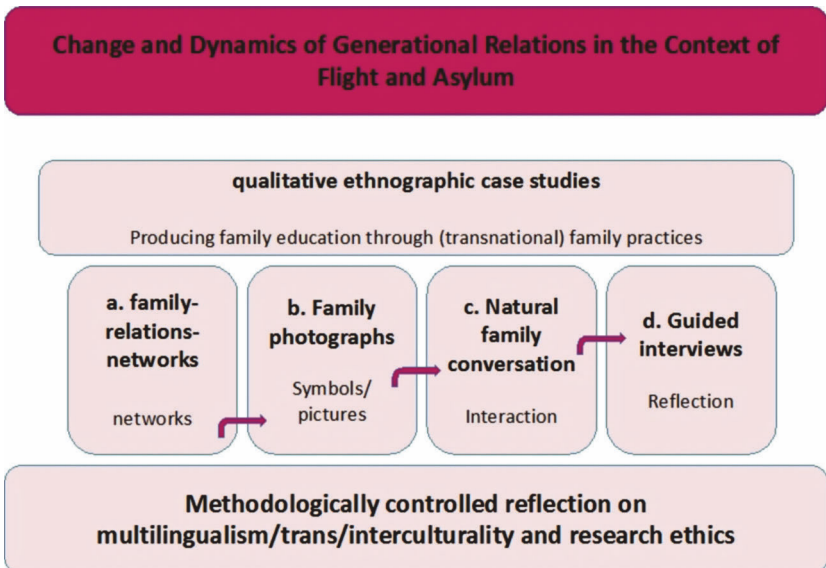 Change and Dynamics of Generational Relations in the Context of
Flight and Asylum
qualitative ethnographic case studies
Producing family education through (transnational) family practices
a. family-
relations-
networks
networks
b. Family
photographs
Symbols/
pictures
c. Natural
family
conversation
Interaction
d. Guided
interviews
Reflection
Methodologically controlled reflection on
multilingualism/trans/interculturality and research ethics